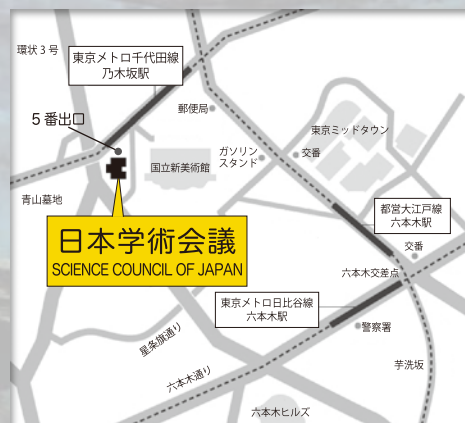 環状3号
東京メトロ千代田線
乃木坂駅
5番出口
郵便局
東京ミッドタウン
ガソリン
スタンド
交番
国立新美術館
青山墓地
都営大江戸線
六本木駅
日本学術会議
SCIENCE COUNCIL OF JAPAN
交番
六本木交差点
東京メトロ日比谷線
六本木駅
警察署
星条旗通り
芋洗坂
六本木通り
六本木ヒルズ